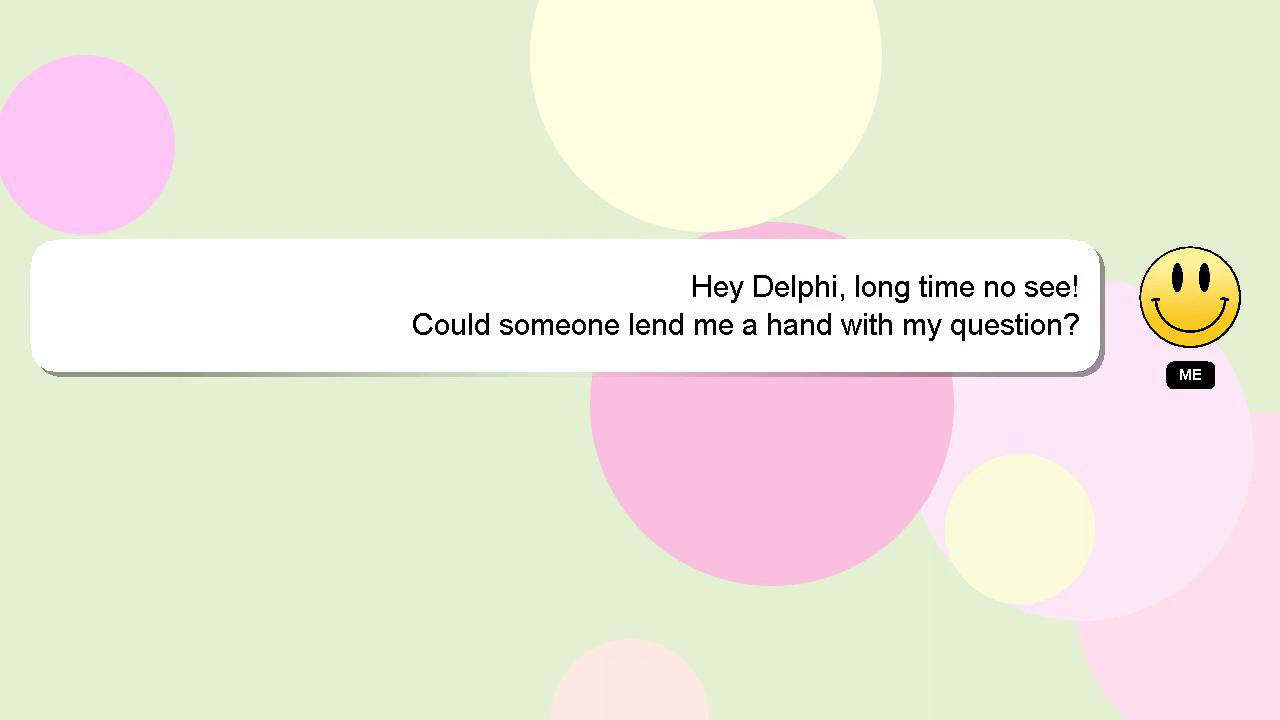 Hey Delphi, long time no see!
Could someone lend me a hand with my question?
ME